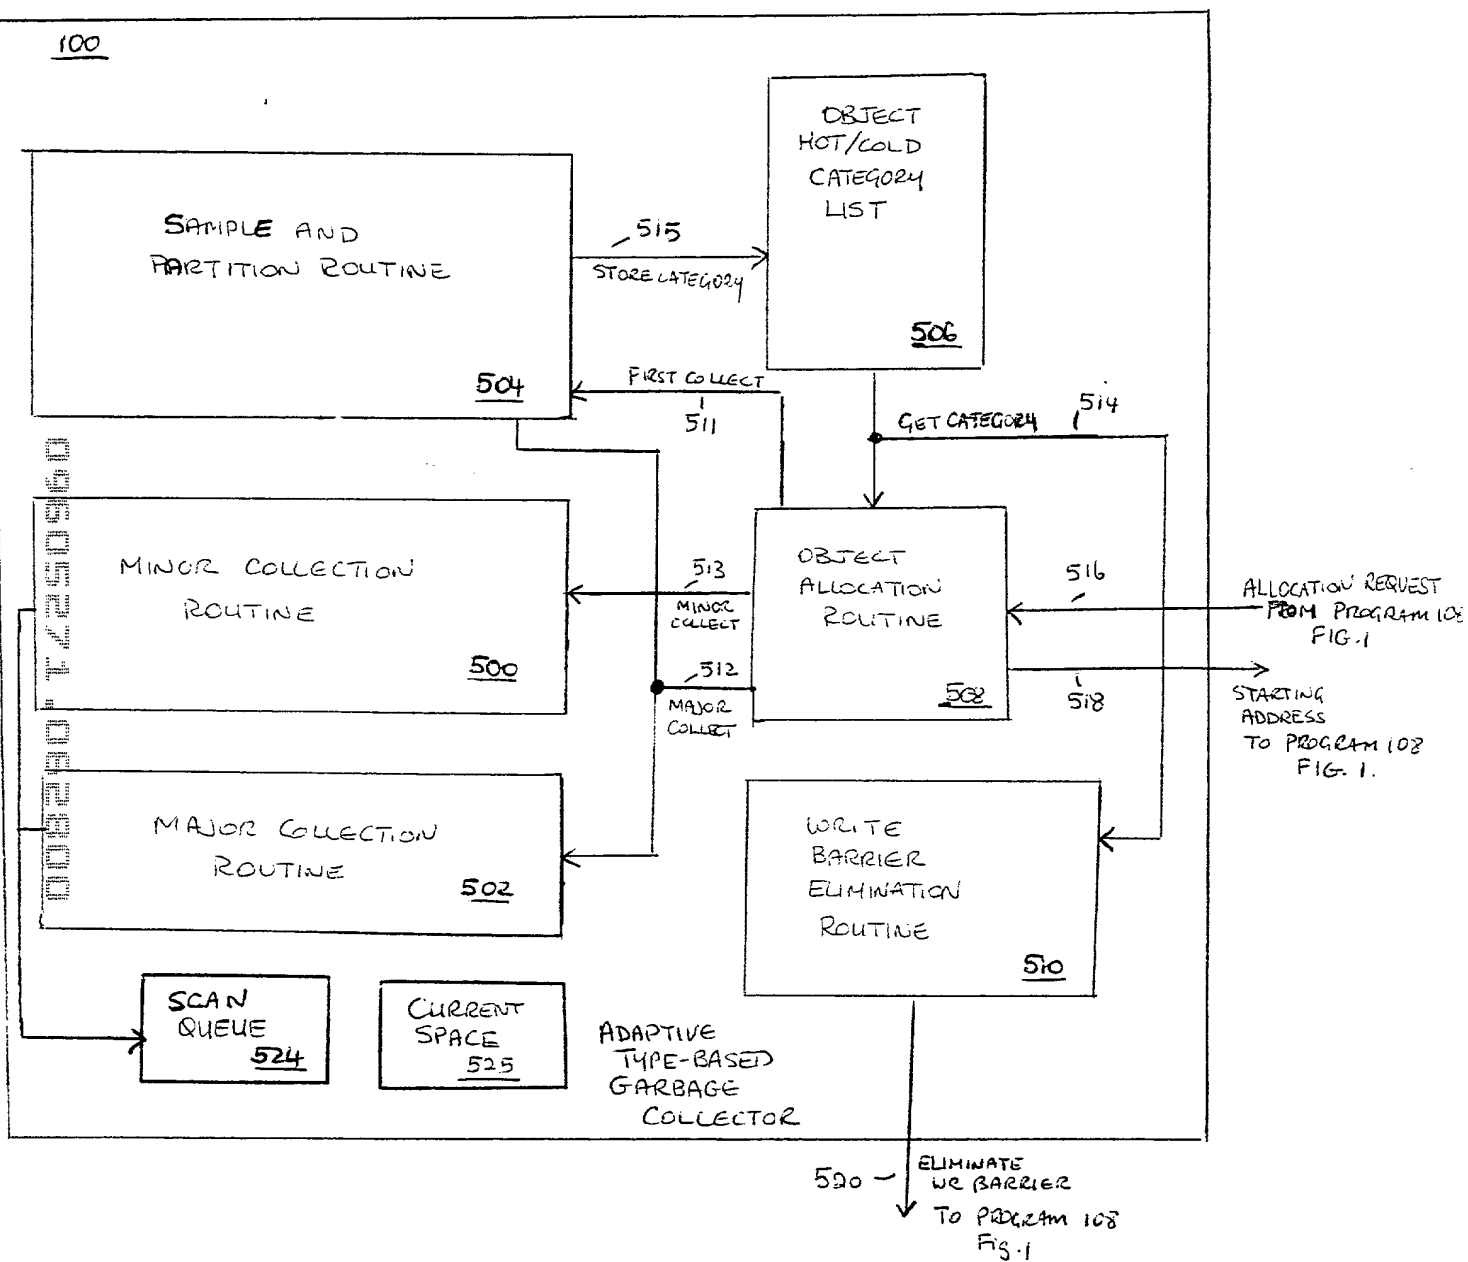 100
OBJECT
HOT/COLD
CATEGORY
LIST
506
SAMPLE AND
PARTITION ROUTINE
504
515
STORE CATEGORY
FIRST COLLECT
511
GET CATEGORY
514
MINOR COLLECTION
ROUTINE
500
513
MINOR
COLLECT
512
MAJOR
COLLECT
OBJECT
ALLOCATION
ROUTINE
508
516
ALLOCATION REQUEST
FROM PROGRAM 108
FIG.1
518
STARTING
ADDRESS
TO PROGRAM 108
FIG. 1.
MAJOR COLLECTION
ROUTINE
502
WRITE
BARRIER
ELIMINATION
ROUTINE
510
SCAN
QUEUE
524
CURRENT
SPACE
525
ADAPTIVE
TYPE-BASED
GARBAGE
COLLECTOR
520
ELIMINATE
WR BARRIER
TO PROGRAM 108
Fig.1
09605271.062800